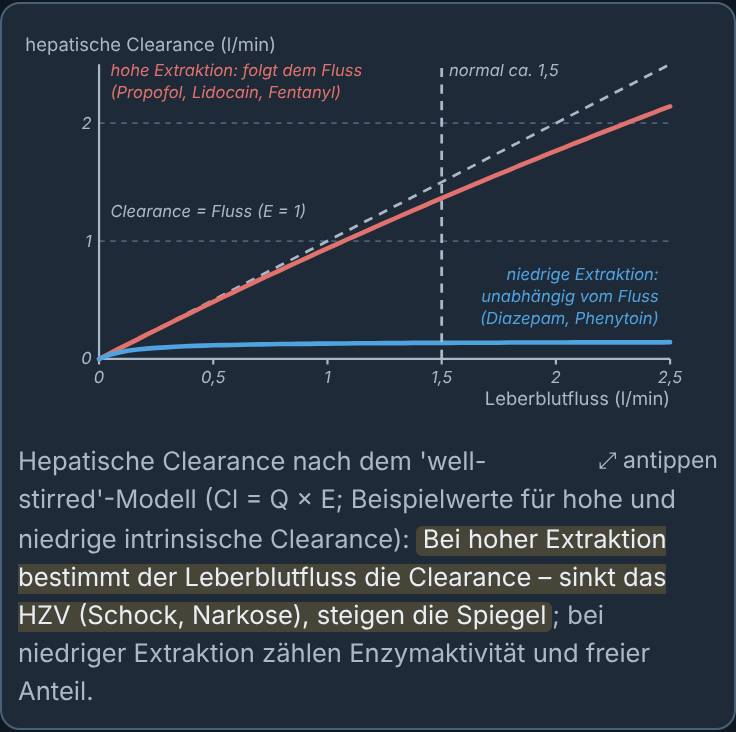 hepatische Clearance (l/min)
hohe Extraktion: folgt dem Fluss
(Propofol, Lidocain, Fentanyl)
normal ca. 1,5
2
Clearance = Fluss (E = 1)
1
niedrige Extraktion:
unabhängig vom Fluss
(Diazepam, Phenytoin)
0
0 0,5 1 1,5 2 2,5
Leberblutfluss (l/min)
Hepatische Clearance nach dem 'well-
⤢ antippen
stirred'-Modell (Cl = Q × E; Beispielwerte für hohe und
niedrige intrinsische Clearance): Bei hoher Extraktion
bestimmt der Leberblutfluss die Clearance – sinkt das
HZV (Schock, Narkose), steigen die Spiegel; bei
niedriger Extraktion zählen Enzymaktivität und freier
Anteil.